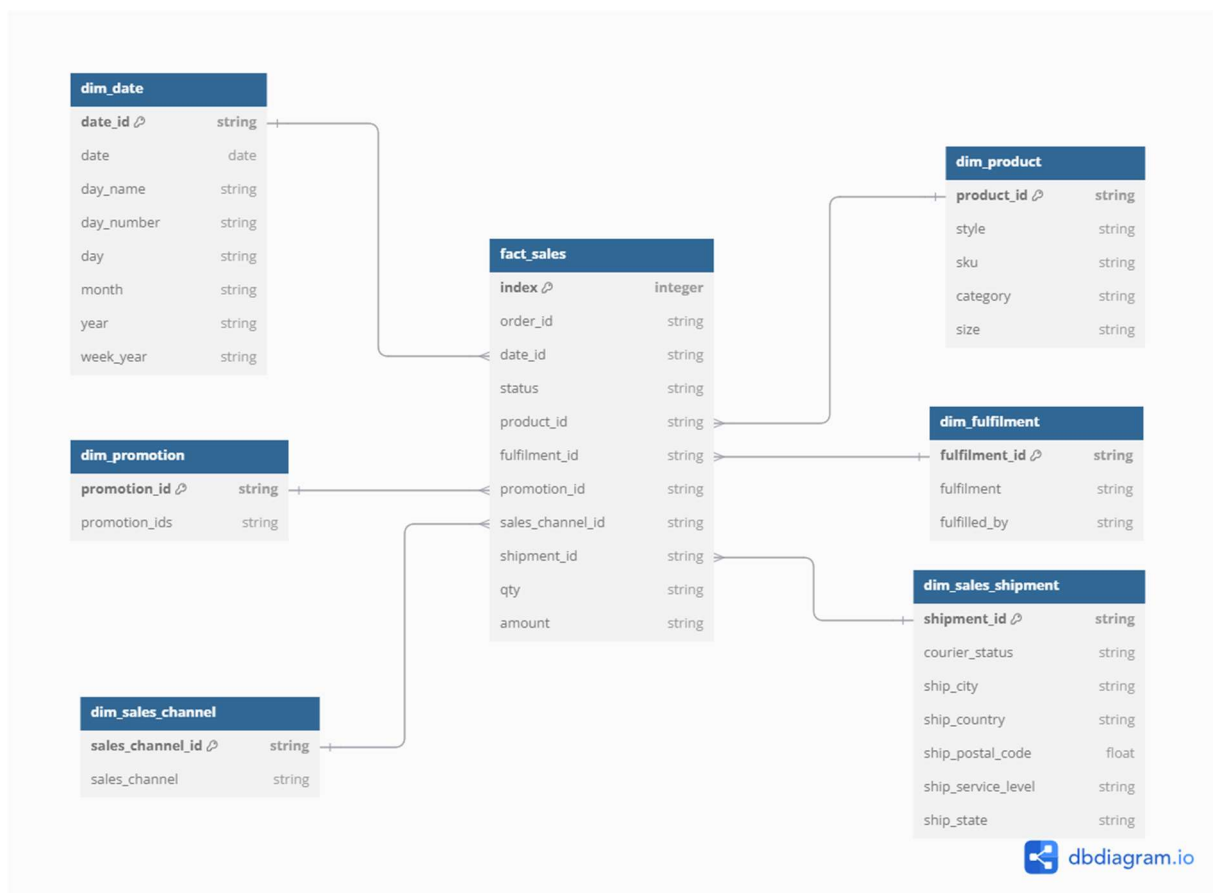 dim_date
date_id string
date date
day_name string
day_number string
day string
month string
year string
week_year string
dim_promotion
promotion_id string
promotion_ids string
dim_sales_channel
sales_channel_id string
sales_channel string
fact_sales
index integer
order_id string
date_id string
status string
product_id string
fulfilment_id string
promotion_id string
sales_channel_id string
shipment_id string
qty string
amount string
dim_product
product_id string
style string
sku string
category string
size string
dim_fulfilment
fulfilment_id string
fulfilment string
fulfilled_by string
dim_sales_shipment
shipment_id string
courier_status string
ship_city string
ship_country string
ship_postal_code float
ship_service_level string
ship_state string
dbdiagram.io